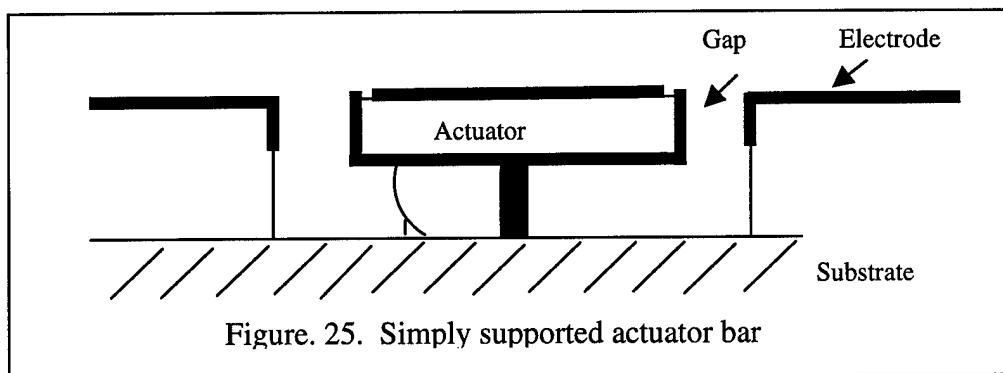 Gap
Electrode
Actuator
Substrate
Figure. 25. Simply supported actuator bar